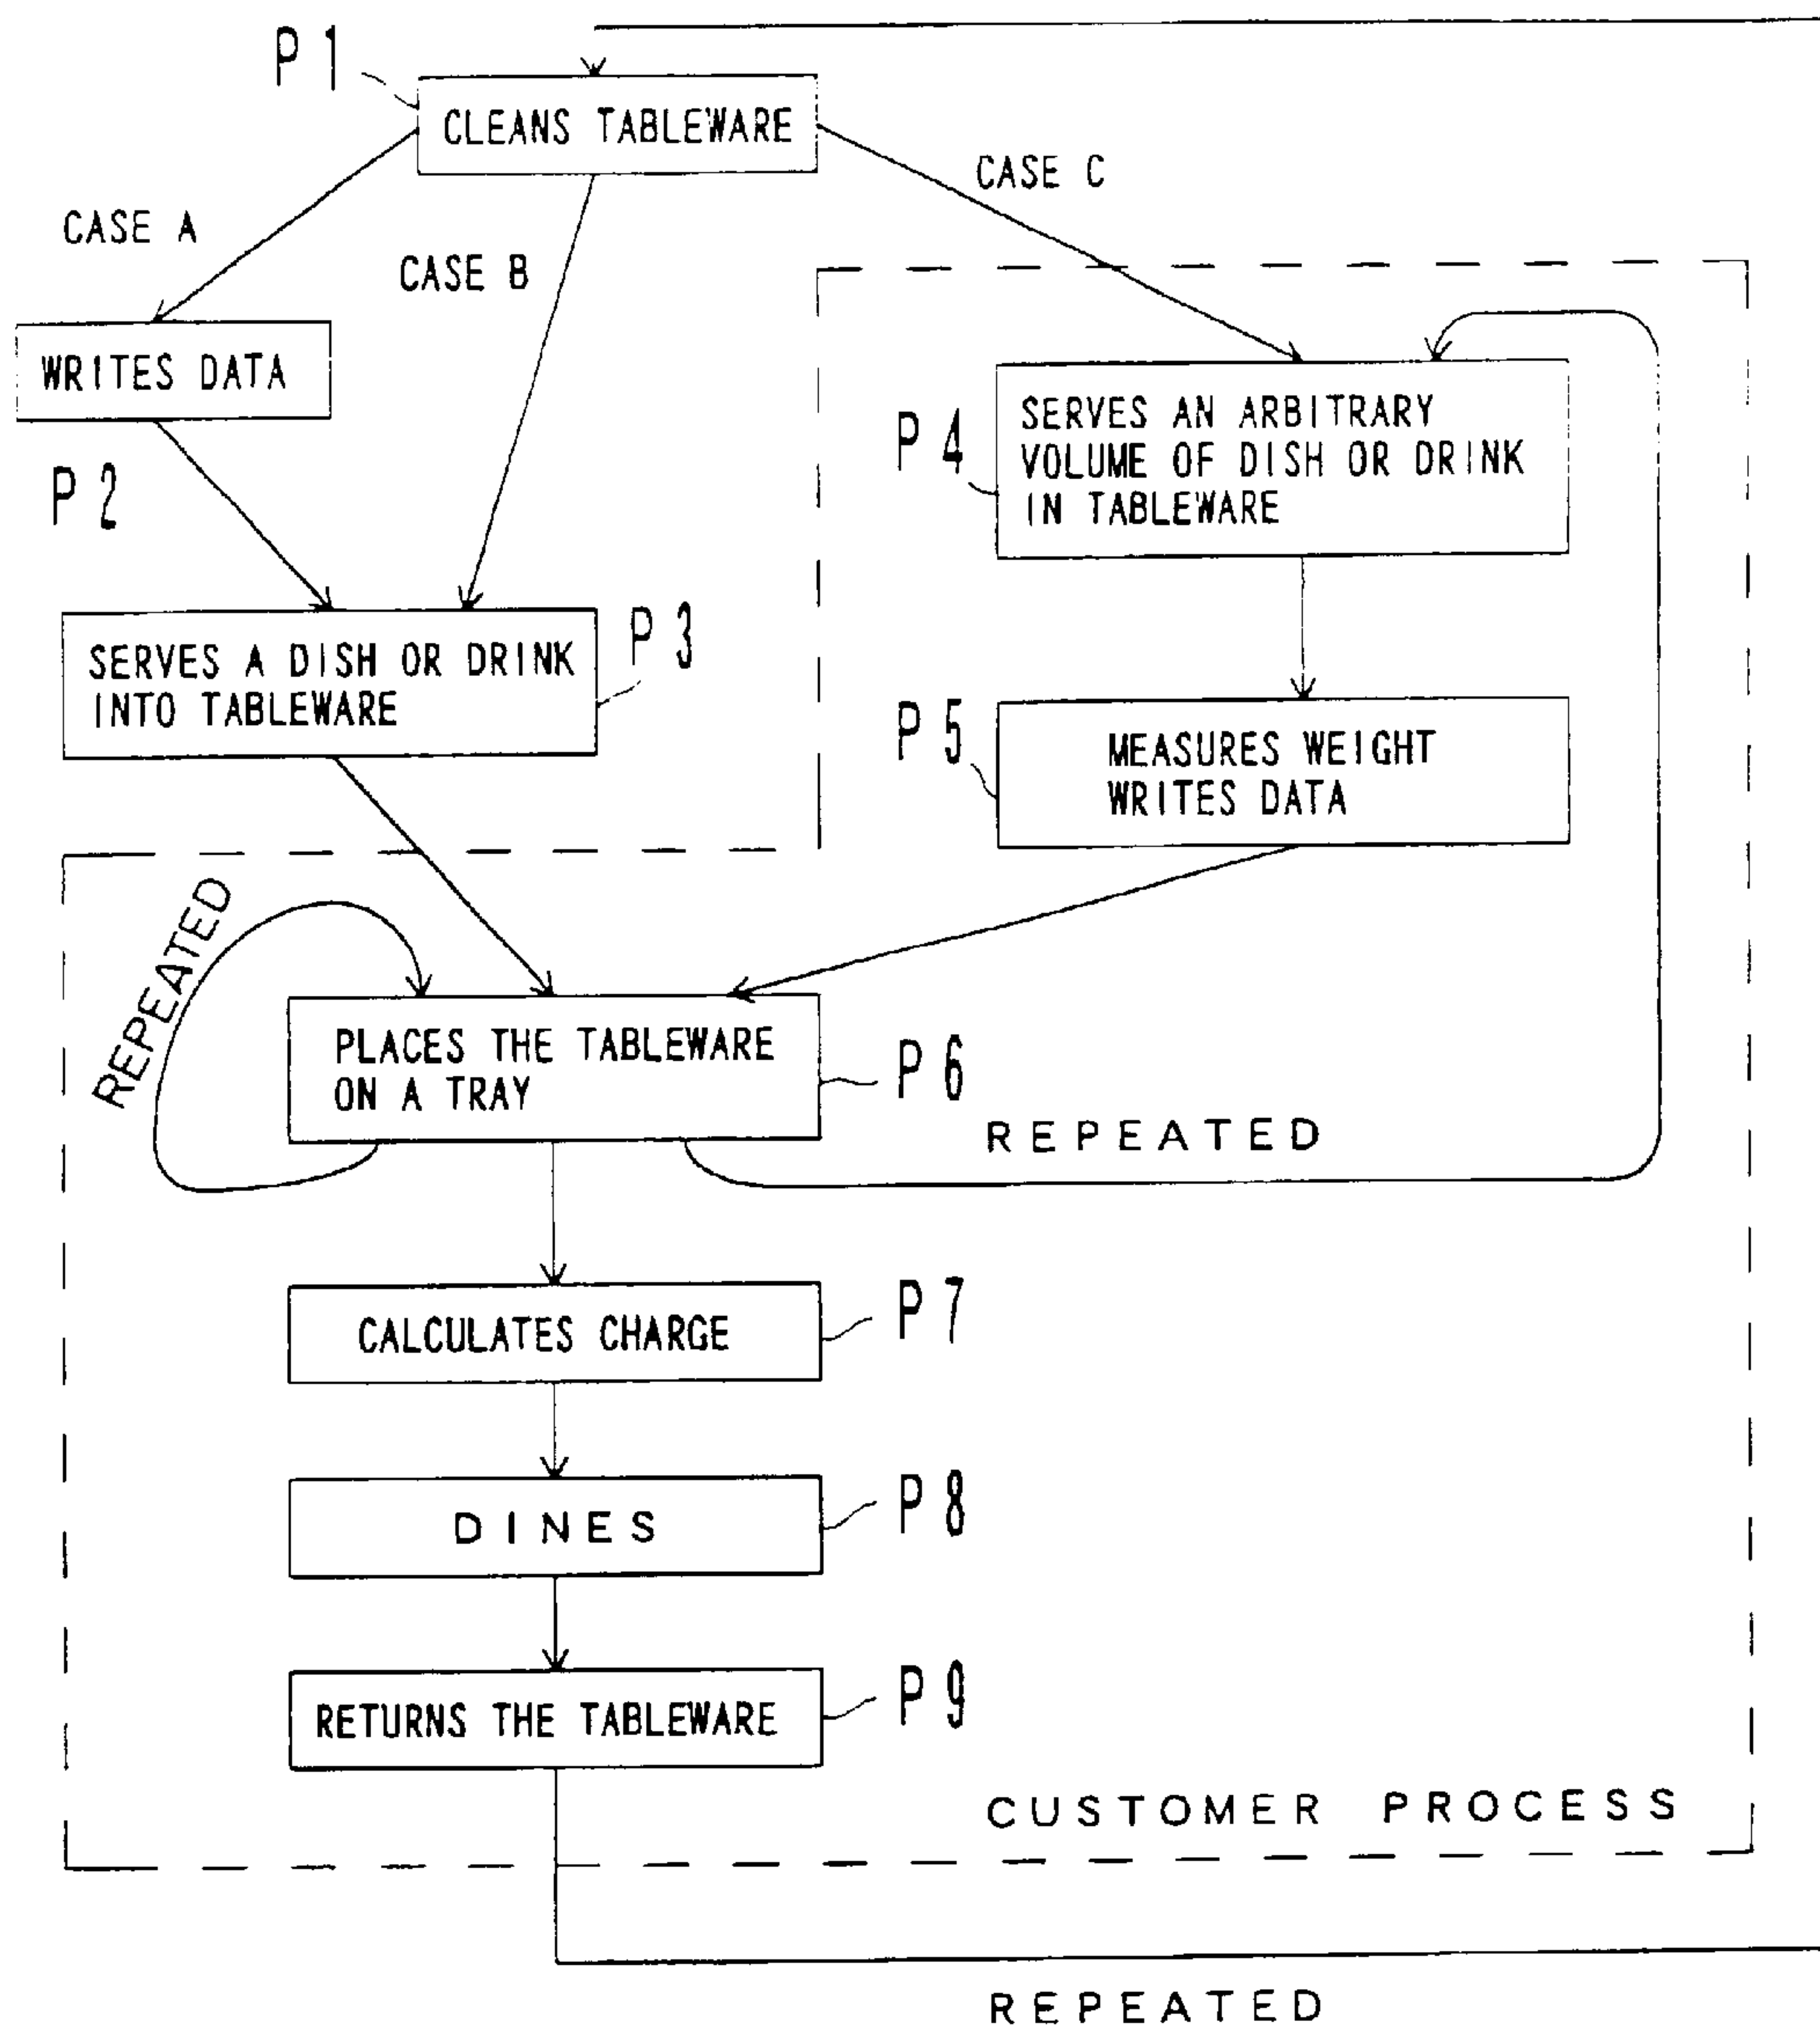 P 1
CLEANS TABLEWARE
CASE C
CASE A
CASE B
WRITES DATA
P 2
P 4
SERVES AN ARBITRARY
VOLUME OF DISH OR DRINK
IN TABLEWARE
SERVES A DISH OR DRINK
INTO TABLEWARE
P 3
P 5
MEASURES WEIGHT
WRITES DATA
REPEATED
PLACES THE TABLEWARE
ON A TRAY
P 6
REPEATED
CALCULATES CHARGE
P 7
DINES
P 8
RETURNS THE TABLEWARE
P 9
CUSTOMER PROCESS
REPEATED